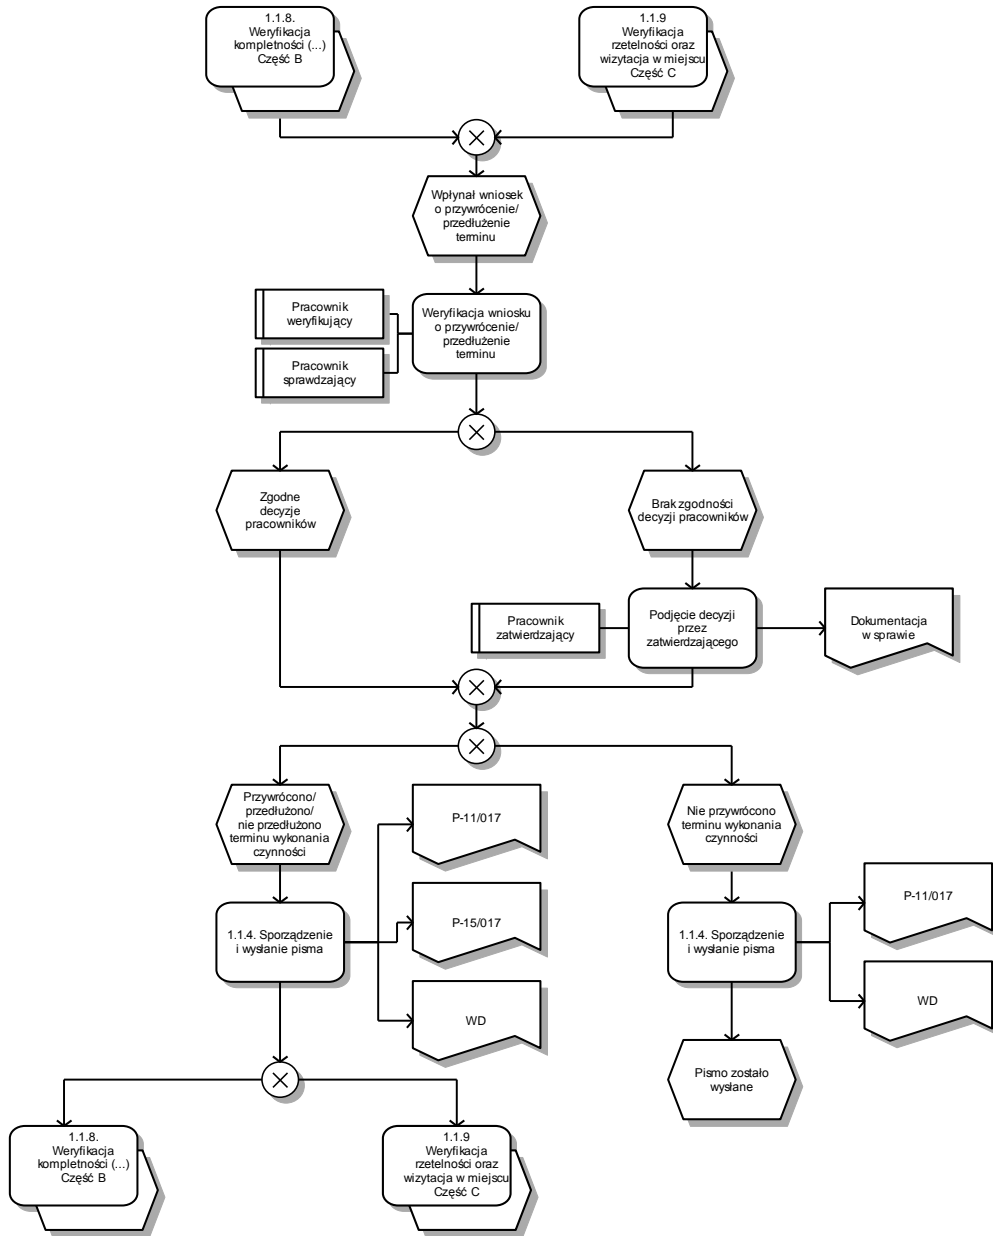 1.1.8.
Weryfikacja
kompletności (...)
Część B
1.1.9
Weryfikacja
rzetelności oraz
wizytacja w miejscu
Część C
Wpłynał wniosek
o przywrócenie/
przedłużenie
terminu
Pracownik
weryfikujący
Pracownik
sprawdzający
Weryfikacja wniosku
o przywrócenie/
przedłużenie
terminu
Zgodne
decyzje
pracowników
Brak zgodności
decyzji pracowników
Pracownik
zatwierdzający
Podjęcie decyzji
przez
zatwierdzającego
Dokumentacja
w sprawie
Przywrócono/
przedłużono/
nie przedłużono
terminu wykonania
czynności
P-11/017
Nie przywrócono
terminu wykonania
czynności
1.1.4. Sporządzenie
i wysłanie pisma
P-15/017
WD
1.1.4. Sporządzenie
i wysłanie pisma
P-11/017
WD
Pismo zostało
wysłane
1.1.8.
Weryfikacja
kompletności (...)
Część B
1.1.9
Weryfikacja
rzetelności oraz
wizytacja w miejscu
Część C